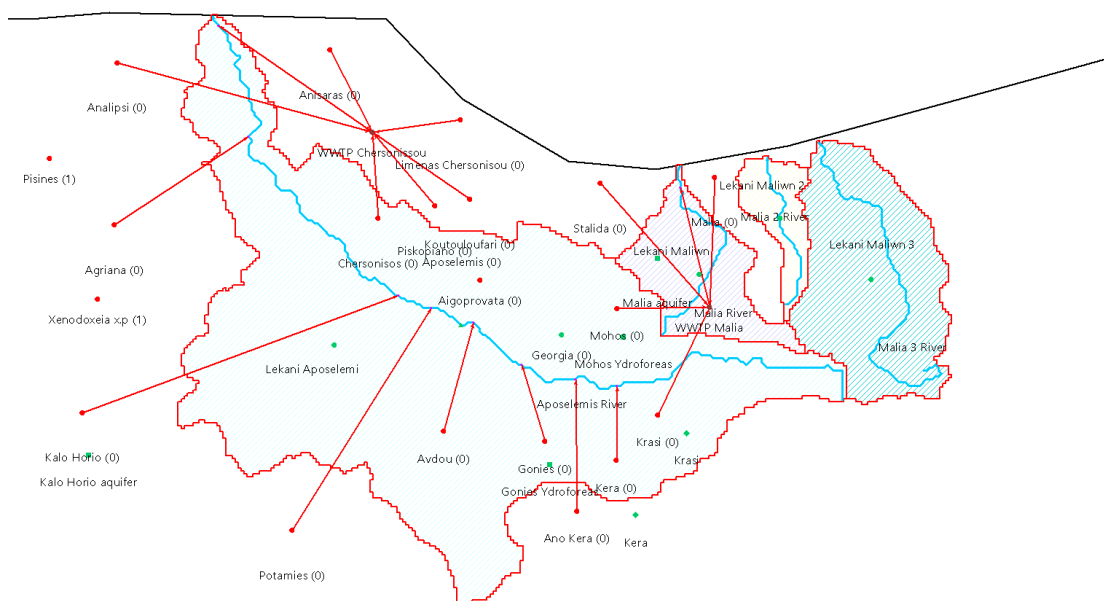 Analipsi (0)
Anisaras (0)
WWTP Chersonissou
Limenas Chersonisou (0)
Pisines (1)
Lekani Maliwn 2
Malia 2 River
Malia (0)
Stalida (0)
Lekani Maliwn
Lekani Maliwn 3
Koutouloufari (0)
Piskopiano (0)
Chersonisos (0)
Aposelemis (0)
Agriana (0)
Aigoprovata (0)
Malia aquifer
Malia River
WWTP Malia
Xenodoxeia x,p (1)
Mohos (0)
Malia 3 River
Georgia (0)
Mohos Ydroforeas
Lekani Aposelemi
Aposelemis River
Krasi (0)
Krasi
Kalo Horio (0)
Kalo Horio aquifer
Avdou (0)
Gonies (0)
Gonies Ydroforeas
Kera (0)
Ano Kera (0)
Kera
Potamies (0)